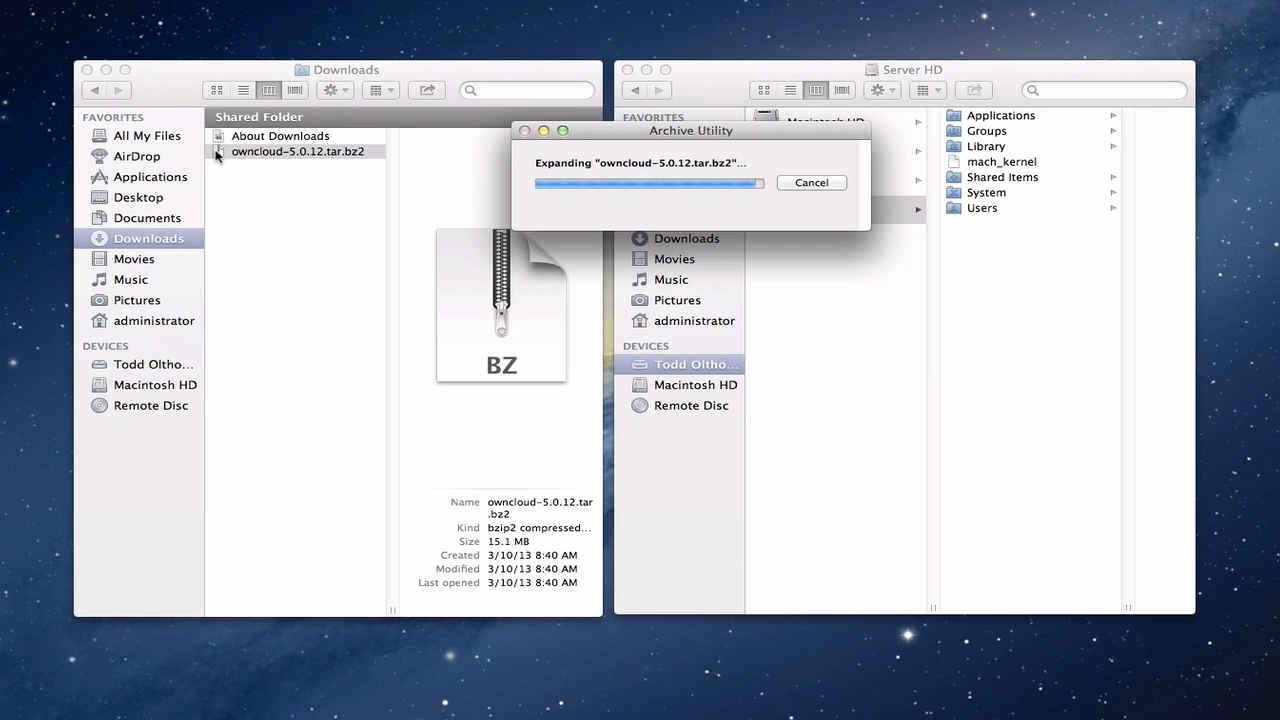 Downloads
FAVORITES
All My Files
AirDrop
Applications
Desktop
Documents
Downloads
Movies
Music
Pictures
administrator
DEVICES
Todd Oltho...
Macintosh HD
Remote Disc
Shared Folder
About Downloads
owncloud-5.0.12.tar.bz2
BZ
Name owncloud-5.0.12.tar
.bz2
Kind bzip2 compressed...
Size 15.1 MB
Created 3/10/13 8:40 AM
Modified 3/10/13 8:40 AM
Last opened 3/10/13 8:40 AM
Archive Utility
Expanding "owncloud-5.0.12.tar.bz2"...
Cancel
Server HD
FAVORITES
Downloads
Movies
Music
Pictures
administrator
DEVICES
Todd Oltho...
Macintosh HD
Remote Disc
Macintosh HD
Applications
Groups
Library
mach_kernel
Shared Items
System
Users